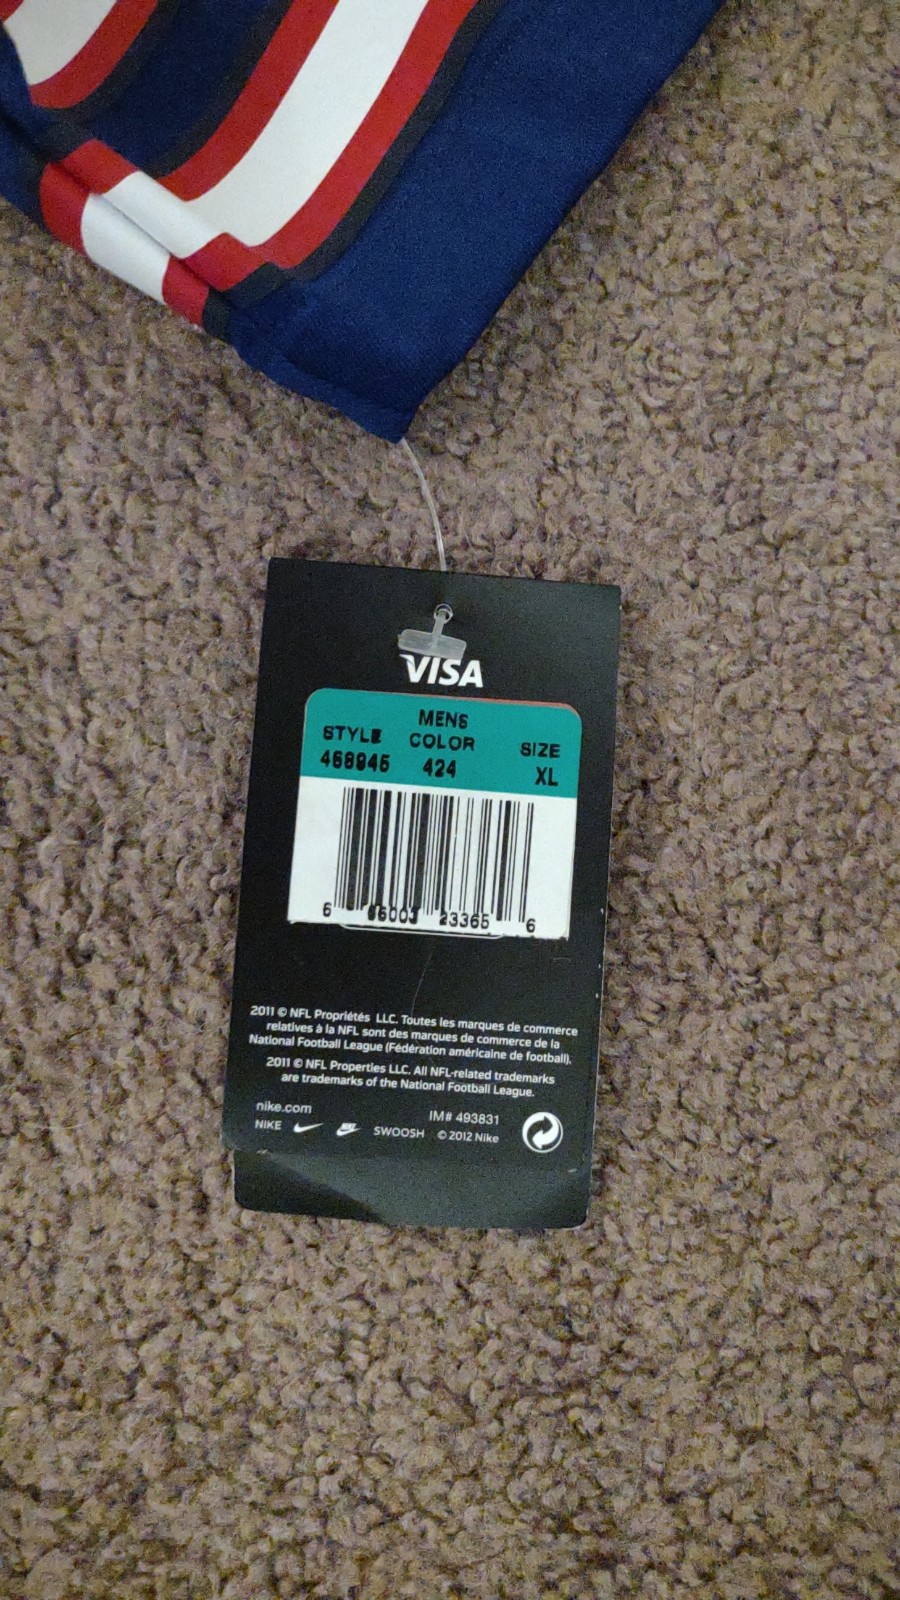 VISA
MENS
STYLE COLOR SIZE
468946 424 XL
6 86003 23365 6
2011 © NFL Propriétés LLC. Toutes les marques de commerce
relatives à la NFL sont des marques de commerce de la
National Football League (Fédération américaine de football).
2011 © NFL Properties LLC. All NFL-related trademarks
are trademarks of the National Football League.
nike.com IM# 493831
NIKE SWOOSH © 2012 Nike